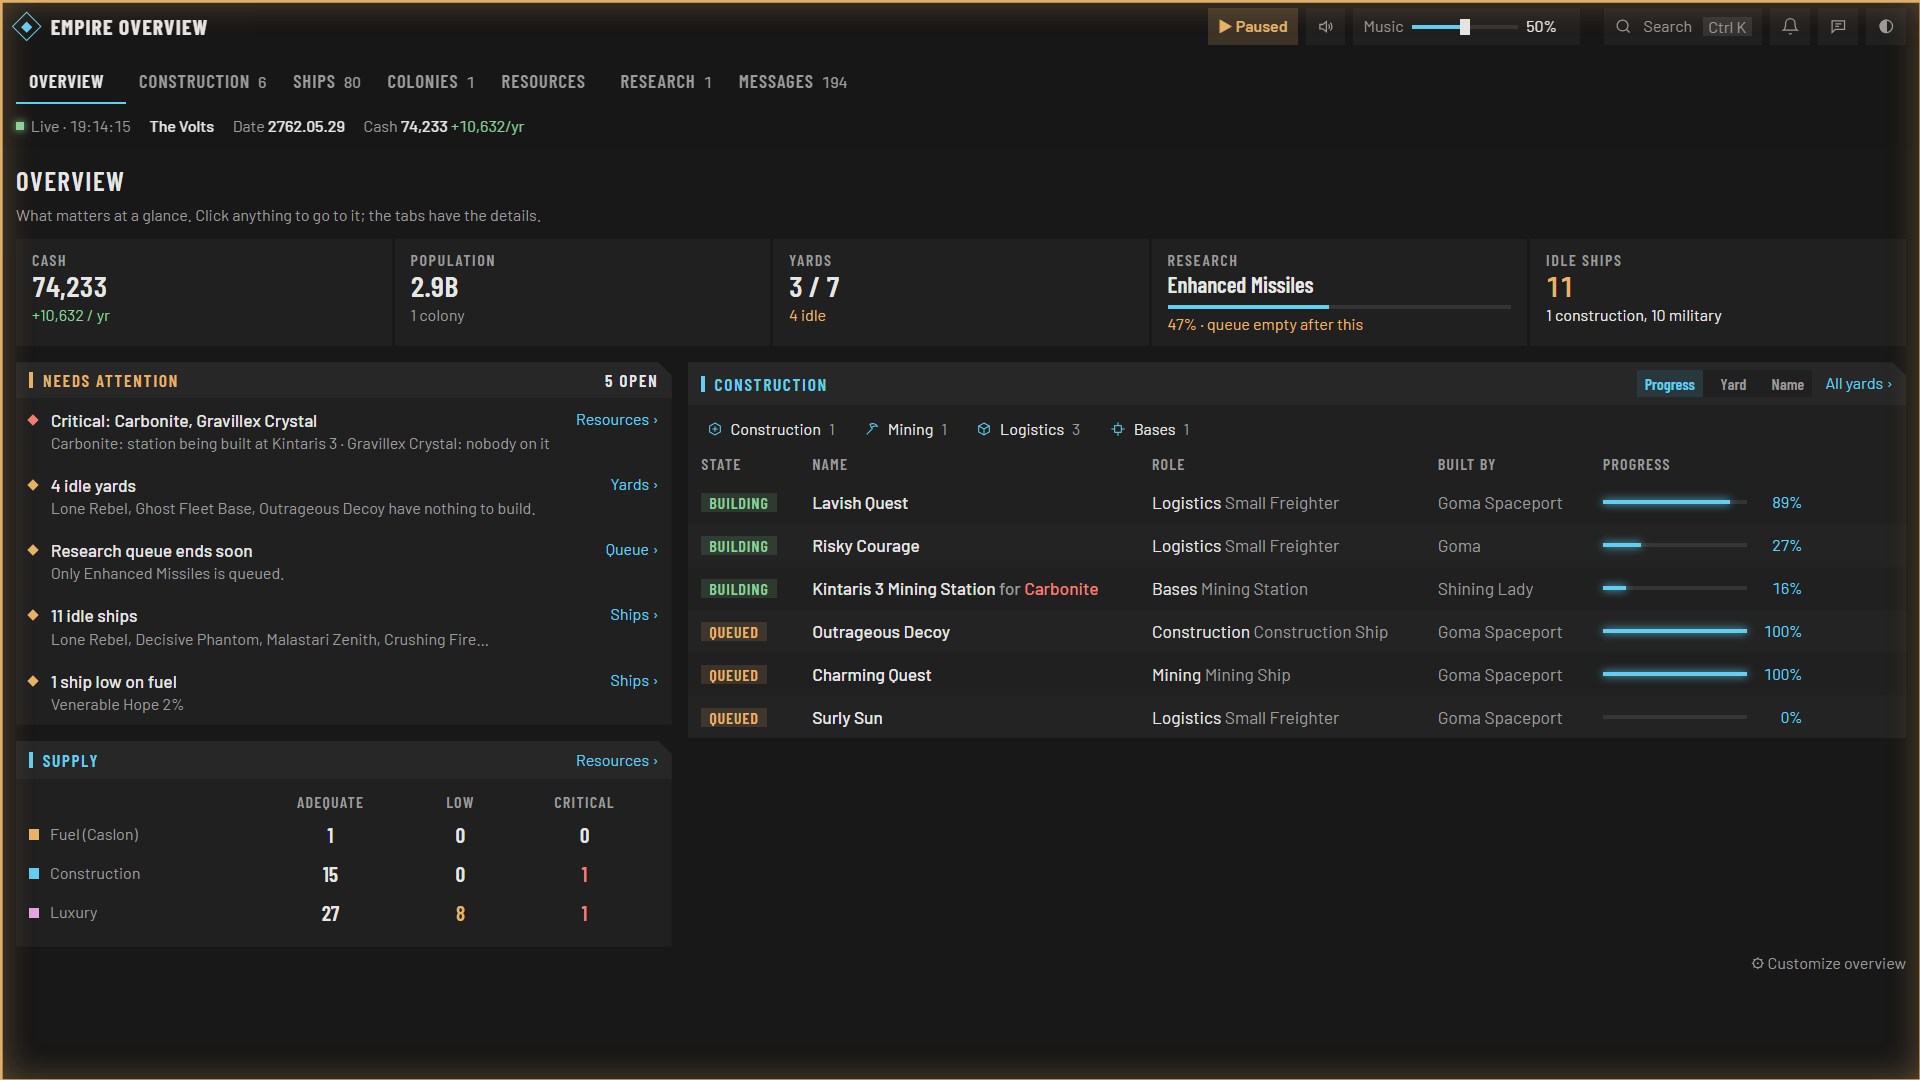 EMPIRE OVERVIEW
Paused
Music 50%
Search Ctrl K
OVERVIEW CONSTRUCTION 6 SHIPS 80 COLONIES 1 RESOURCES RESEARCH 1 MESSAGES 194
Live · 19:14:15 The Volts Date 2762.05.29 Cash 74,233 +10,632/yr
OVERVIEW
What matters at a glance. Click anything to go to it; the tabs have the details.
CASH
74,233
+10,632 / yr
POPULATION
2.9B
1 colony
YARDS
3 / 7
4 idle
RESEARCH
Enhanced Missiles
47% · queue empty after this
IDLE SHIPS
11
1 construction, 10 military
NEEDS ATTENTION 5 OPEN
Critical: Carbonite, Gravillex Crystal Resources ›
Carbonite: station being built at Kintaris 3 · Gravillex Crystal: nobody on it
4 idle yards Yards ›
Lone Rebel, Ghost Fleet Base, Outrageous Decoy have nothing to build.
Research queue ends soon Queue ›
Only Enhanced Missiles is queued.
11 idle ships Ships ›
Lone Rebel, Decisive Phantom, Malastari Zenith, Crushing Fire...
1 ship low on fuel Ships ›
Venerable Hope 2%
SUPPLY Resources ›
ADEQUATE LOW CRITICAL
Fuel (Caslon) 1 0 0
Construction 15 0 1
Luxury 27 8 1
CONSTRUCTION Progress Yard Name All yards ›
Construction 1 Mining 1 Logistics 3 Bases 1
STATE NAME ROLE BUILT BY PROGRESS
BUILDING Lavish Quest Logistics Small Freighter Goma Spaceport 89%
BUILDING Risky Courage Logistics Small Freighter Goma 27%
BUILDING Kintaris 3 Mining Station for Carbonite Bases Mining Station Shining Lady 16%
QUEUED Outrageous Decoy Construction Construction Ship Goma Spaceport 100%
QUEUED Charming Quest Mining Mining Ship Goma Spaceport 100%
QUEUED Surly Sun Logistics Small Freighter Goma Spaceport 0%
Customize overview